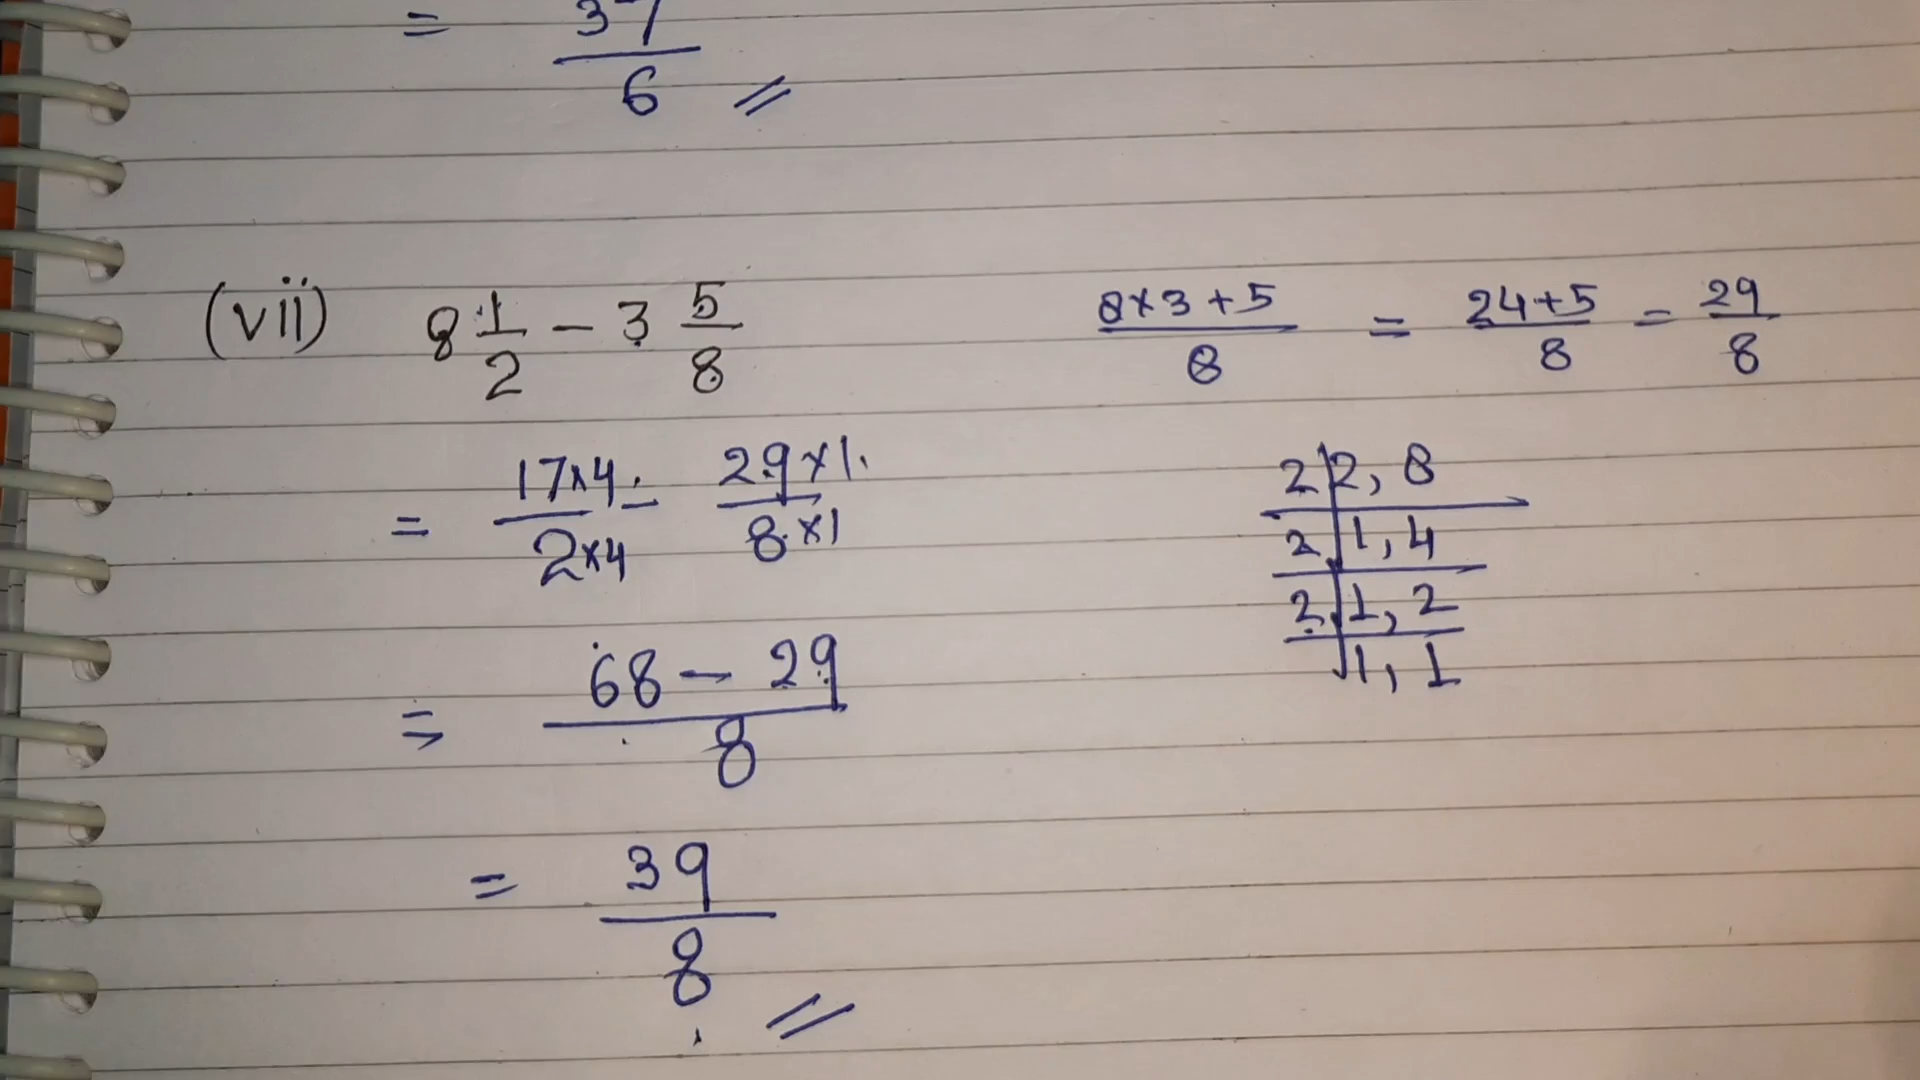 = 37/6 //
(vii) 8 1/2 - 3 5/8
= 17×4/2×4 - 29×1/8×1
= 68 - 29/8
= 39/8 //
8×3+5/8 = 24+5/8 = 29/8
2|2, 8
2|1, 4
2|1, 2
|1, 1